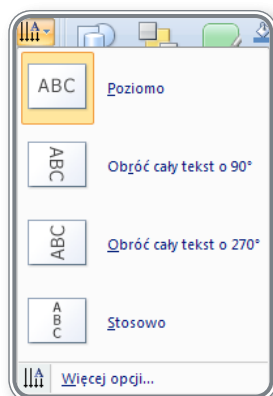 ABC Poziomo
ABC Obróć cały tekst o 90°
ABC Obróć cały tekst o 270°
A
B
C
Stosowo
Więcej opcji...